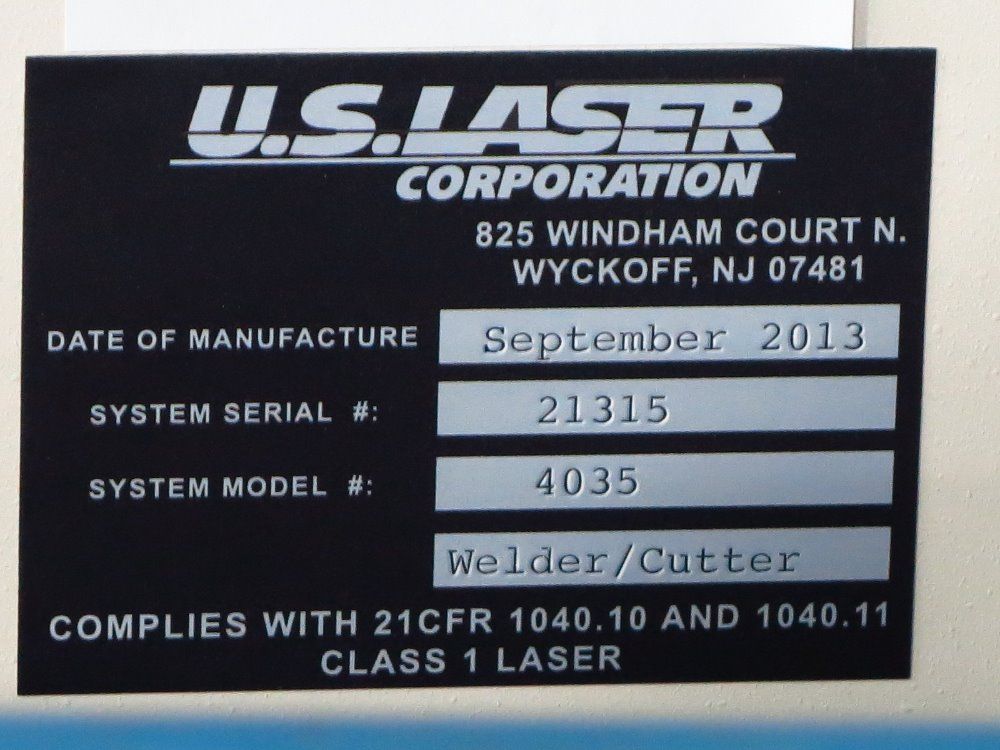 U.S. LASER
CORPORATION
825 WINDHAM COURT N.
WYCKOFF, NJ 07481
DATE OF MANUFACTURE September 2013
SYSTEM SERIAL #: 21315
SYSTEM MODEL #: 4035
Welder/Cutter
COMPLIES WITH 21CFR 1040.10 AND 1040.11
CLASS 1 LASER